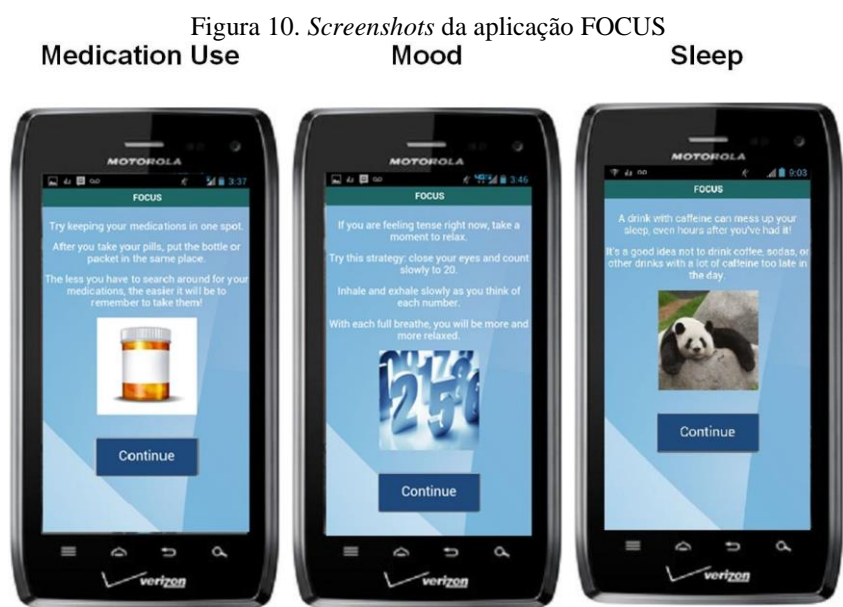 Figura 10. Screenshots da aplicação FOCUS
Medication Use
Mood
Sleep
MOTOROLA
3:37
FOCUS
Try keeping your medications in one spot.
After you take your pills, put the bottle or
packet in the same place.
The less you have to search around for your
medications, the easier it will be to
remember to take them!
Continue
verizon
MOTOROLA
3:46
FOCUS
If you are feeling tense right now, take a
moment to relax.
Try this strategy: close your eyes and count
slowly to 20.
Inhale and exhale slowly as you think of
each number.
With each full breathe, you will be more and
more relaxed.
2 5 6
Continue
verizon
MOTOROLA
9:03
FOCUS
A drink with caffeine can mess up your
sleep, even hours after you've had it!
It's a good idea not to drink coffee, sodas, or
other drinks with a lot of caffeine too late in
the day.
Continue
verizon